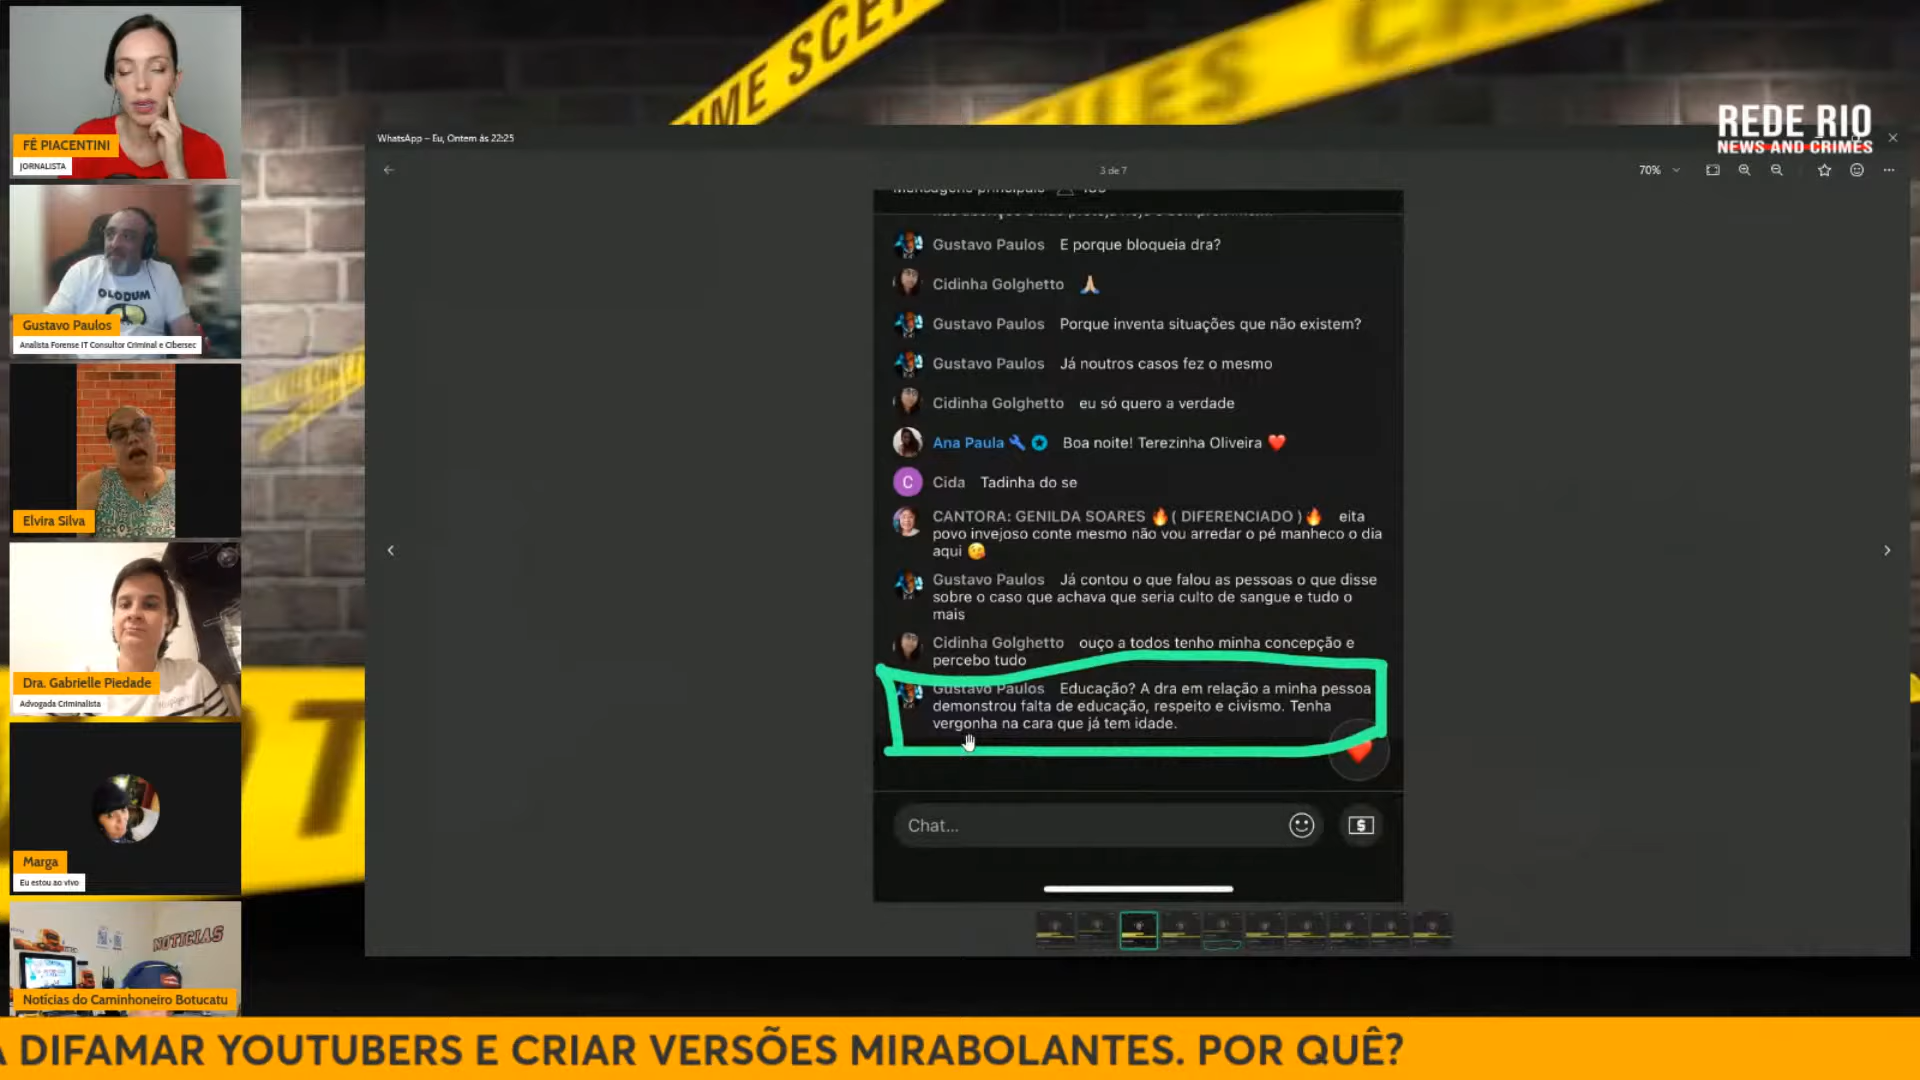 IME SCE
REDE RIO
NEWS AND CRIMES
FÊ PIACENTINI
JORNALISTA
Gustavo Paulos
Analista Forense IT Consultor Criminal e Cibersec
OLODUM
Elvira Silva
Dra. Gabrielle Piedade
Advogada Criminalista
Marga
Eu estou ao vivo
NOTICIAS
Notícias do Caminhoneiro Botucatu
WhatsApp – Eu, Ontem às 22:25
3 de 7
70%
Mensagens principais
Gustavo Paulos E porque bloqueia dra?
Cidinha Golghetto 🙏🏼
Gustavo Paulos Porque inventa situações que não existem?
Gustavo Paulos Já noutros casos fez o mesmo
Cidinha Golghetto eu só quero a verdade
Ana Paula 🔧 Boa noite! Terezinha Oliveira ❤️
C Cida Tadinha do se
CANTORA: GENILDA SOARES 🔥( DIFERENCIADO )🔥 eita
povo invejoso conte mesmo não vou arredar o pé manheco o dia
aqui
Gustavo Paulos Já contou o que falou as pessoas o que disse
sobre o caso que achava que seria culto de sangue e tudo o
mais
Cidinha Golghetto ouço a todos tenho minha concepção e
percebo tudo
Gustavo Paulos Educação? A dra em relação a minha pessoa
demonstrou falta de educação, respeito e civismo. Tenha
vergonha na cara que já tem idade.
Chat...
A DIFAMAR YOUTUBERS E CRIAR VERSÕES MIRABOLANTES. POR QUÊ?